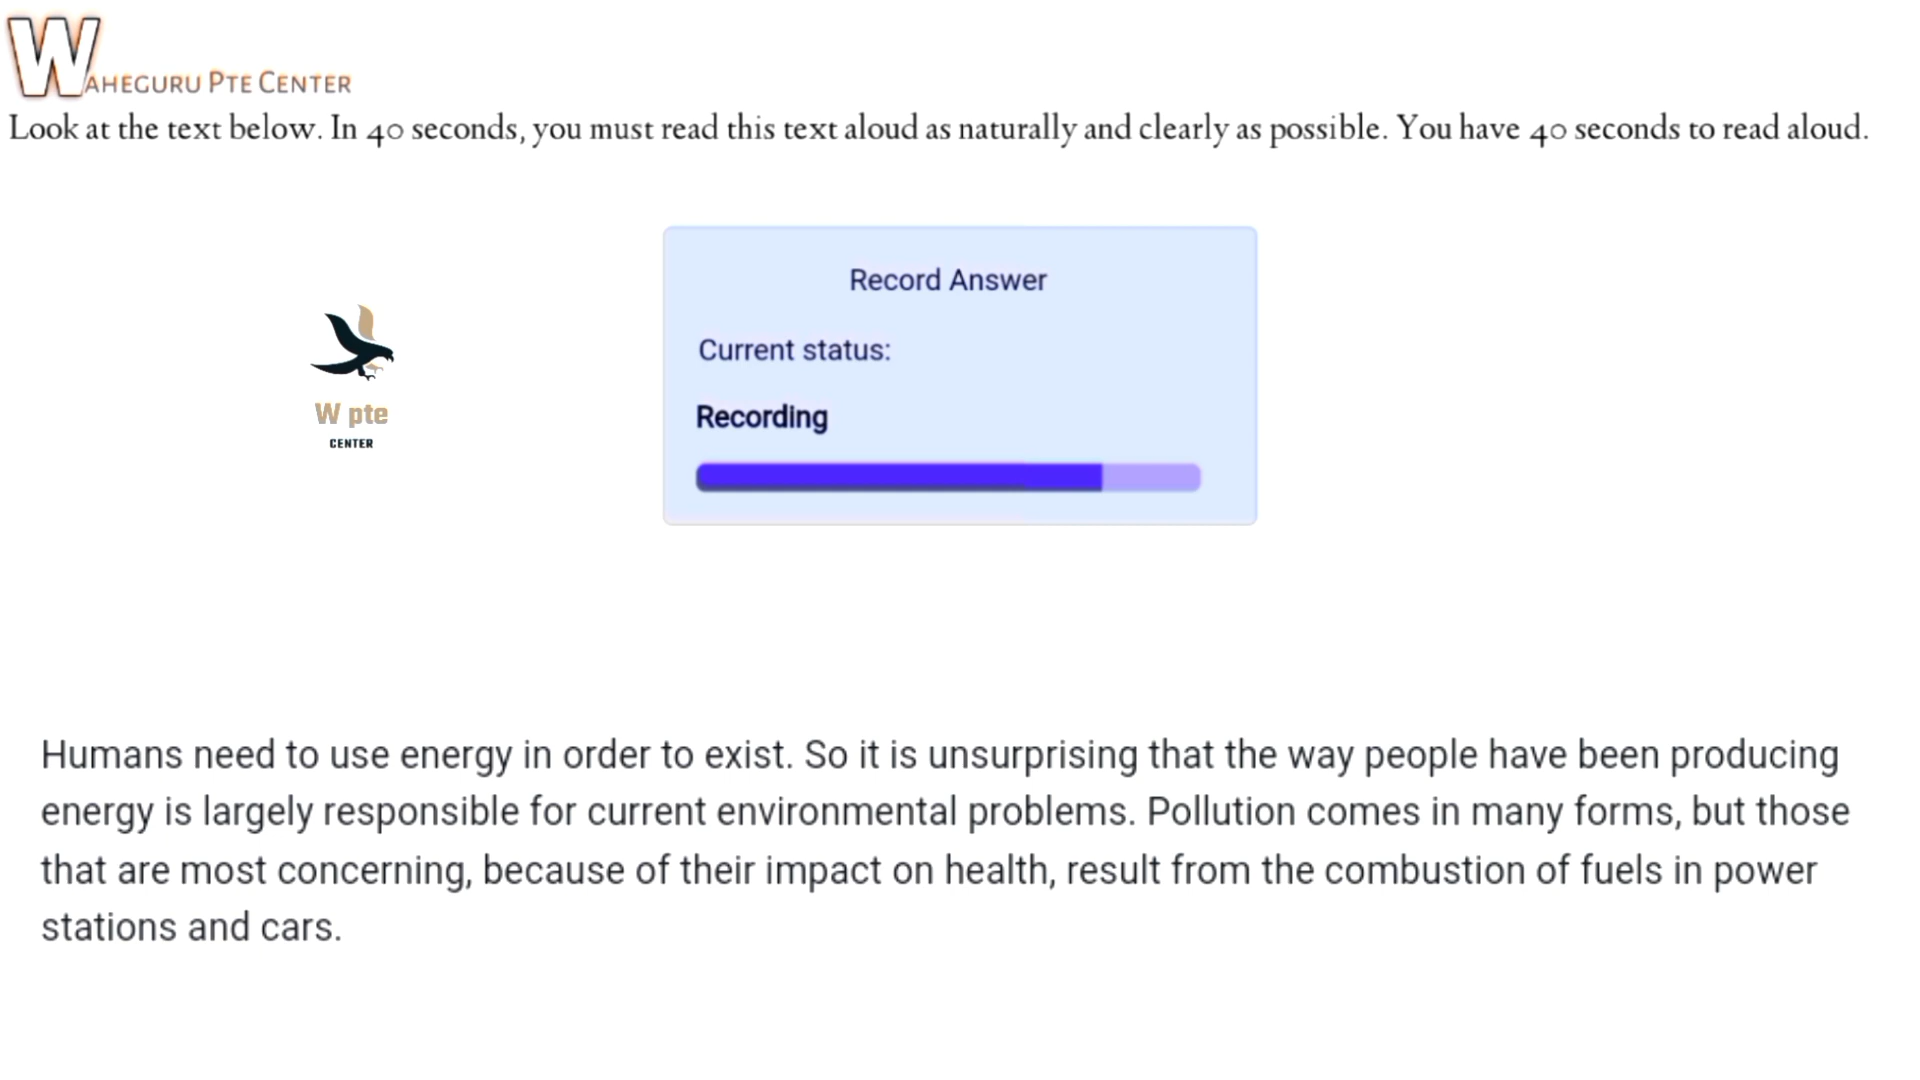 WAHEGURU PTE CENTER
Look at the text below. In 40 seconds, you must read this text aloud as naturally and clearly as possible. You have 40 seconds to read aloud.
Record Answer
Current status:
Recording
W pte
CENTER
Humans need to use energy in order to exist. So it is unsurprising that the way people have been producing
energy is largely responsible for current environmental problems. Pollution comes in many forms, but those
that are most concerning, because of their impact on health, result from the combustion of fuels in power
stations and cars.